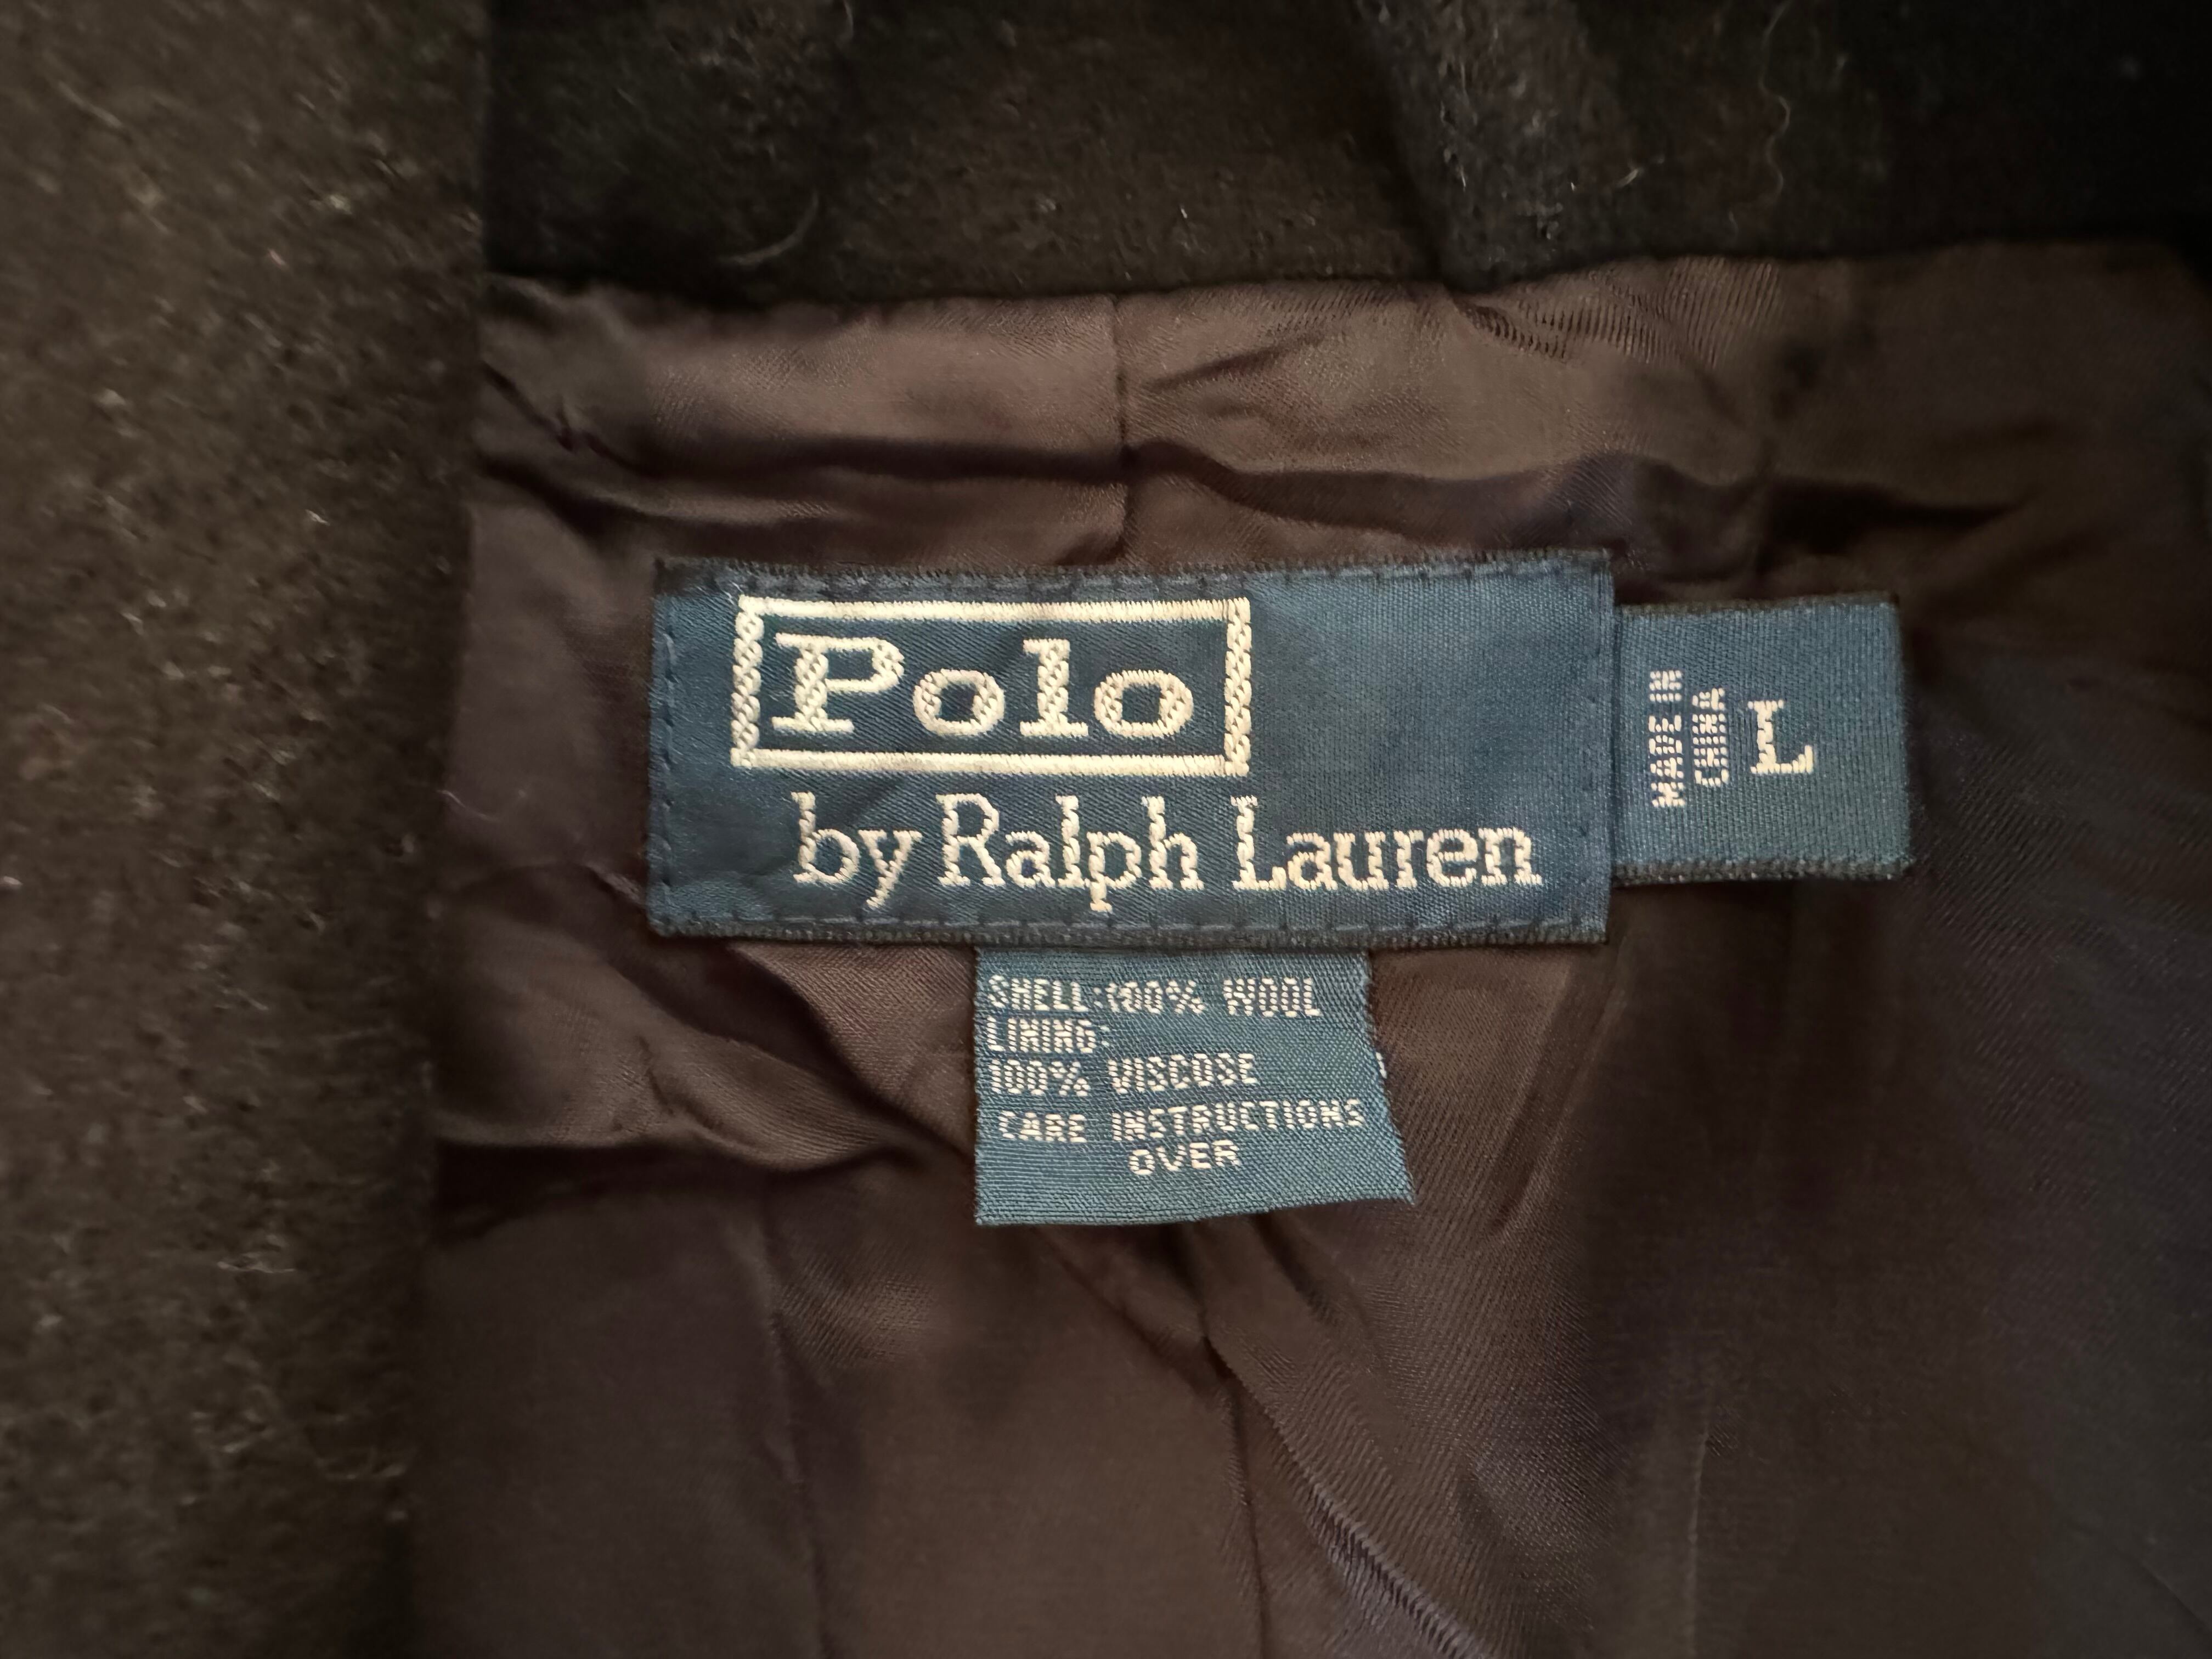 Polo
by Ralph Lauren
MADE IN
CHINA
L
SHELL:100% WOOL
LINING:
100% VISCOSE
CARE INSTRUCTIONS
OVER